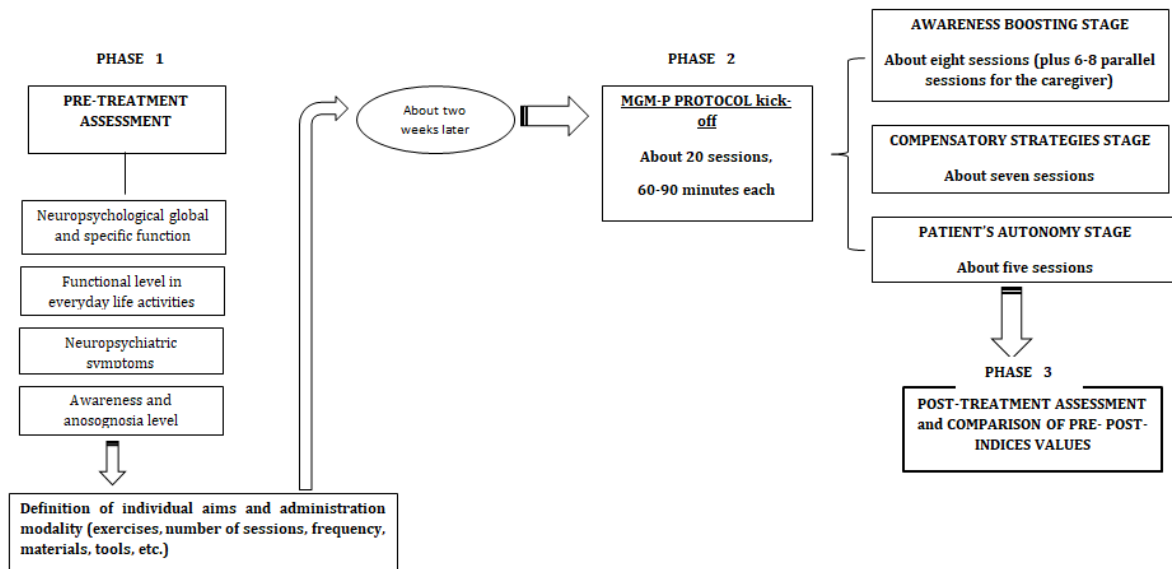 PHASE 1
PRE-TREATMENT
ASSESSMENT
Neuropsychological global
and specific function
Functional level in
everyday life activities
Neuropsychiatric
symptoms
Awareness and
anosognosia level
Definition of individual aims and administration
modality (exercises, number of sessions, frequency,
materials, tools, etc.)
About two
weeks later
PHASE 2
MGM-P PROTOCOL kick-
off
About 20 sessions,
60-90 minutes each
AWARENESS BOOSTING STAGE
About eight sessions (plus 6-8 parallel
sessions for the caregiver)
COMPENSATORY STRATEGIES STAGE
About seven sessions
PATIENT'S AUTONOMY STAGE
About five sessions
PHASE 3
POST-TREATMENT ASSESSMENT
and COMPARISON OF PRE- POST-
INDICES VALUES